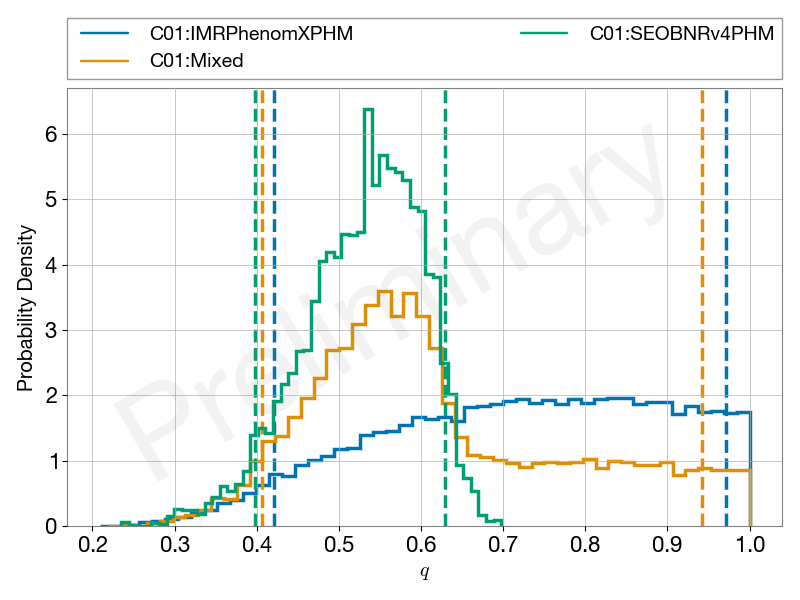 C01:IMRPhenomXPHM
C01:Mixed
C01:SEOBNRv4PHM
Preliminary
Probability Density
6
5
4
3
2
1
0
0.2 0.3 0.4 0.5 0.6 0.7 0.8 0.9 1.0
q